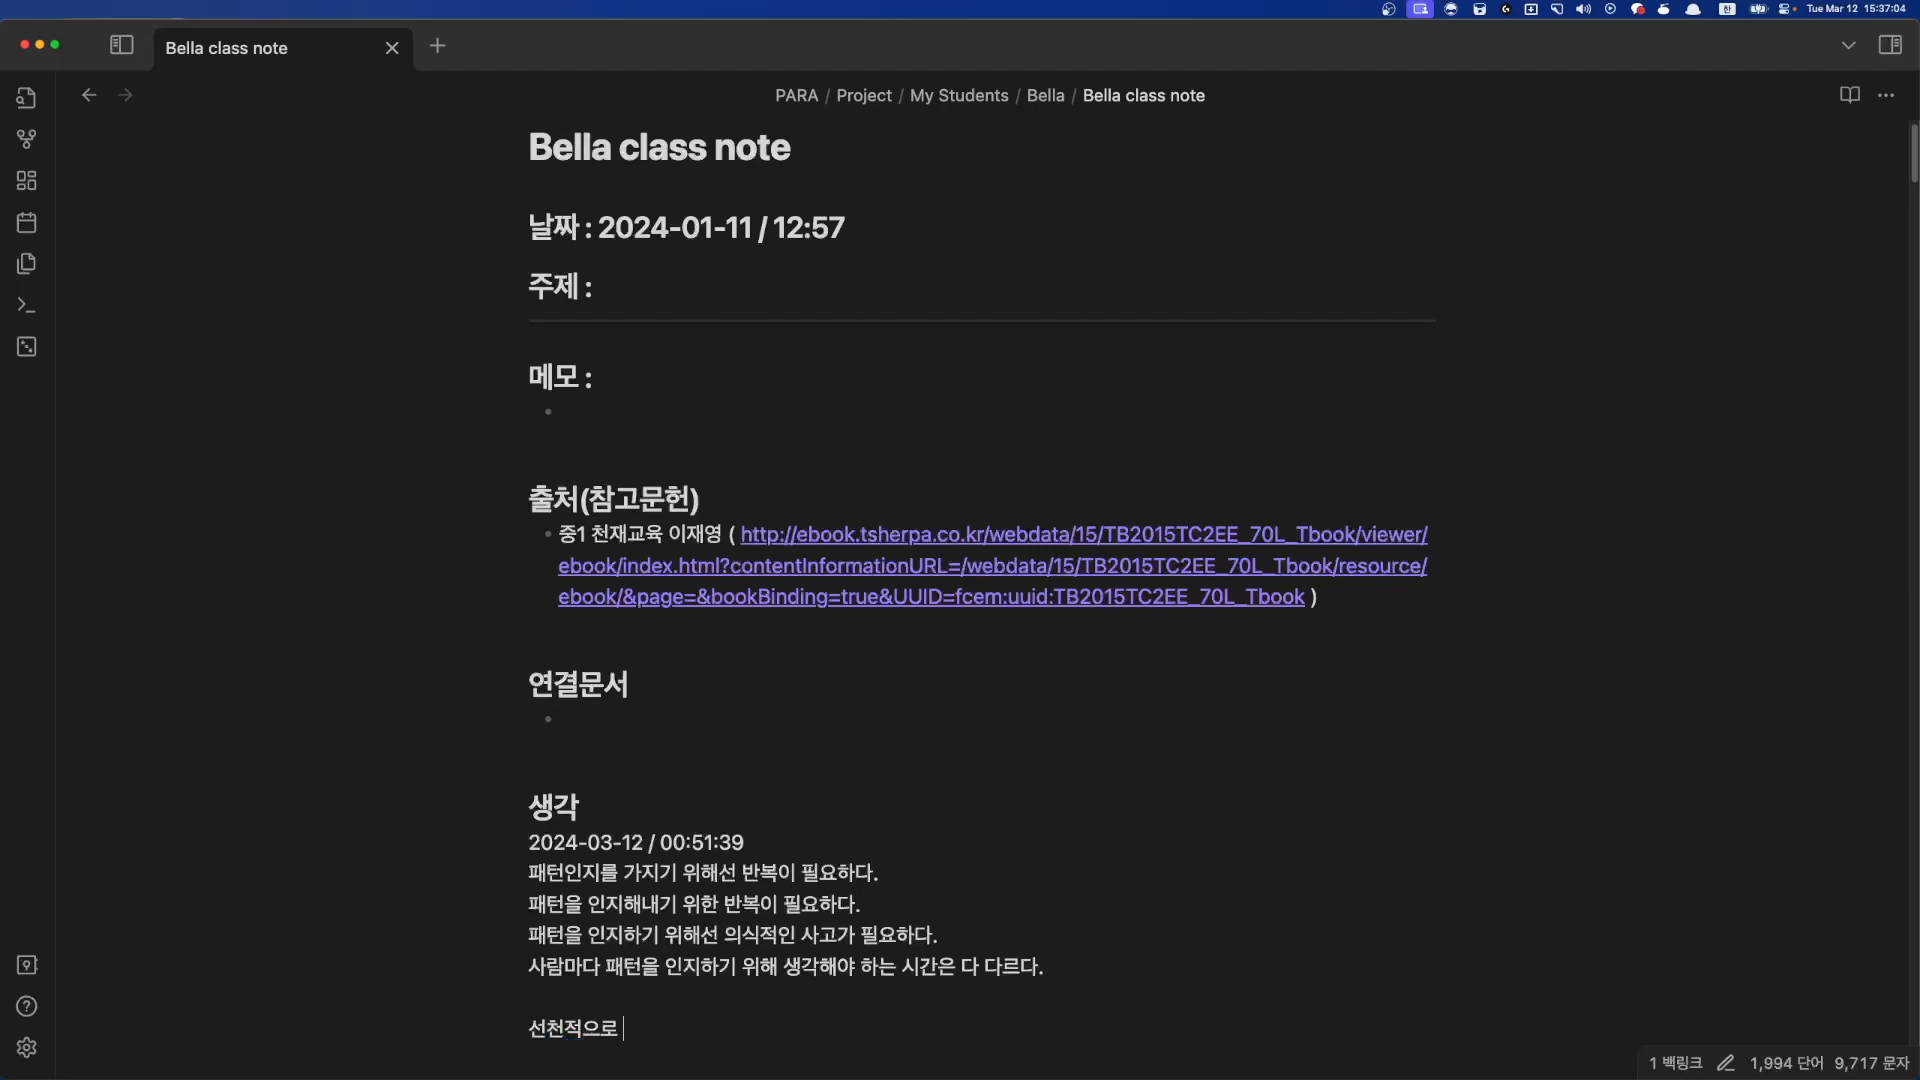 Tue Mar 12 15:37:04
Bella class note
PARA / Project / My Students / Bella / Bella class note
Bella class note
날짜 : 2024-01-11 / 12:57
주제 :
메모 :
출처(참고문헌)
중1 천재교육 이재영 ( http://ebook.tsherpa.co.kr/webdata/15/TB2015TC2EE_70L_Tbook/viewer/
ebook/index.html?contentInformationURL=/webdata/15/TB2015TC2EE_70L_Tbook/resource/
ebook/&page=&bookBinding=true&UUID=fcem:uuid:TB2015TC2EE_70L_Tbook )
연결문서
생각
2024-03-12 / 00:51:39
패턴인지를 가지기 위해선 반복이 필요하다.
패턴을 인지해내기 위한 반복이 필요하다.
패턴을 인지하기 위해선 의식적인 사고가 필요하다.
사람마다 패턴을 인지하기 위해 생각해야 하는 시간은 다 다르다.
선천적으로
1 백링크 1,994 단어 9,717 문자